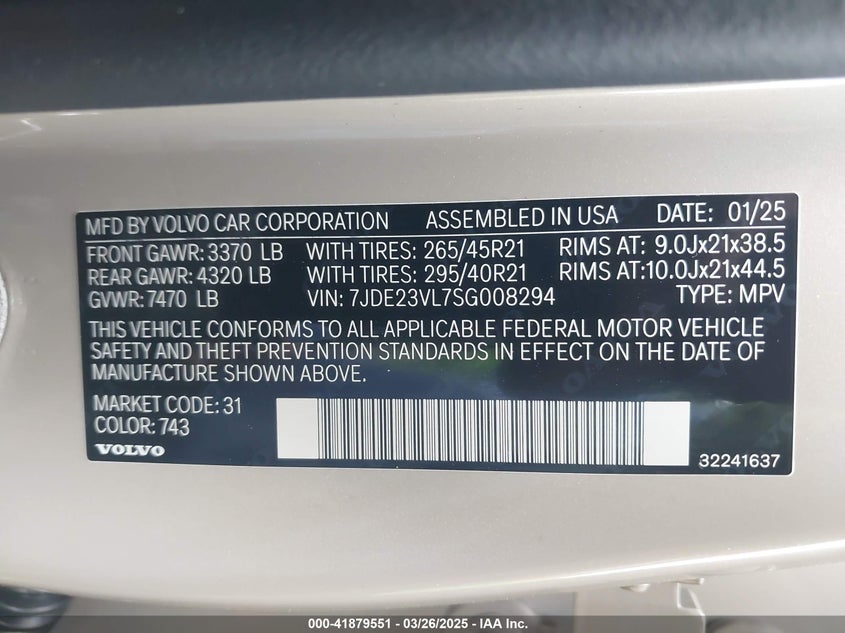 MFD BY VOLVO CAR CORPORATION ASSEMBLED IN USA DATE: 01/25
FRONT GAWR: 3370 LB WITH TIRES: 265/45R21 RIMS AT: 9.0Jx21x38.5
REAR GAWR: 4320 LB WITH TIRES: 295/40R21 RIMS AT:10.0Jx21x44.5
GVWR: 7470 LB VIN: 7JDE23VL7SG008294 TYPE: MPV
THIS VEHICLE CONFORMS TO ALL APPLICABLE FEDERAL MOTOR VEHICLE
SAFETY AND THEFT PREVENTION STANDARDS IN EFFECT ON THE DATE OF
MANUFACTURE SHOWN ABOVE.
MARKET CODE: 31
COLOR: 743
VOLVO
32241637
000-41879551 | 03/26/2025 - IAA Inc.